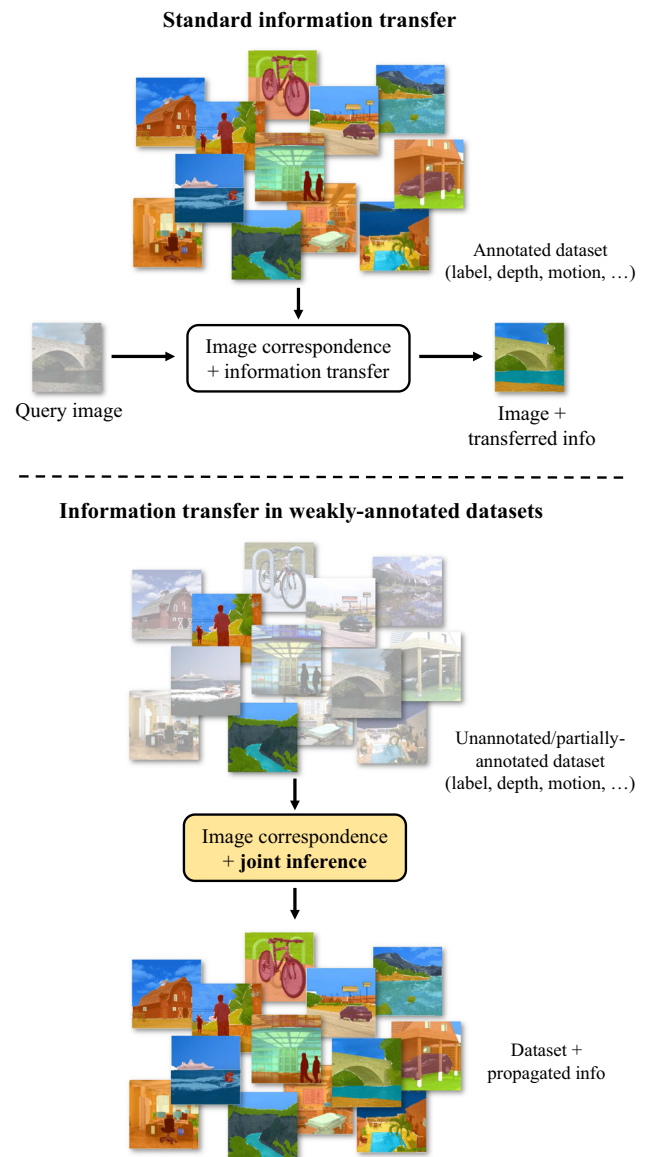 Standard information transfer
Annotated dataset
(label, depth, motion, …)
Image correspondence
+ information transfer
Query image
Image +
transferred info
Information transfer in weakly-annotated datasets
Unannotated/partially-
annotated dataset
(label, depth, motion, …)
Image correspondence
+ joint inference
Dataset +
propagated info